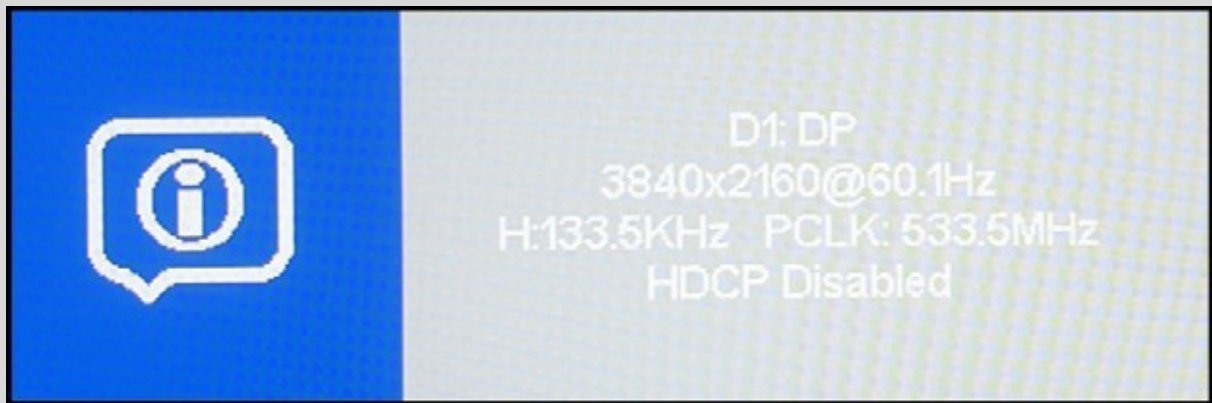 D1: DP
3840x2160@60.1Hz
H:133.5KHz PCLK: 533.5MHz
HDCP Disabled